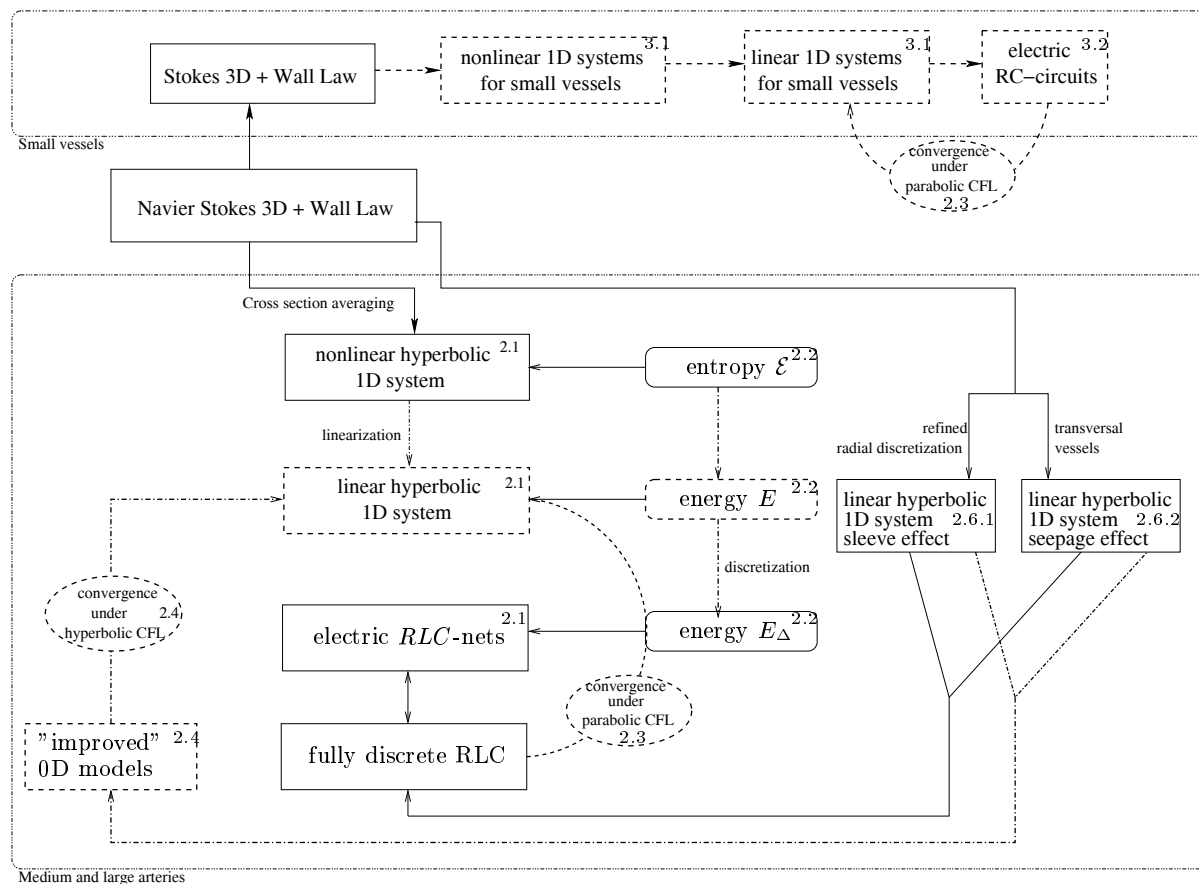 Stokes 3D + Wall Law
nonlinear 1D systems
for small vessels
3.1
linear 1D systems
for small vessels
3.1
electric
RC−circuits
3.2
Small vessels
convergence
under
parabolic CFL
2.3
Navier Stokes 3D + Wall Law
Cross section averaging
nonlinear hyperbolic
1D system
2.1
entropy ℰ
2.2
linearization
refined
radial discretization
transversal
vessels
linear hyperbolic
1D system
2.1
energy E
2.2
linear hyperbolic
1D system
sleeve effect
2.6.1
linear hyperbolic
1D system
seepage effect
2.6.2
discretization
convergence
under
hyperbolic CFL
2.4
electric RLC-nets
2.1
energy E_Δ
2.2
convergence
under
parabolic CFL
2.3
"improved"
0D models
2.4
fully discrete RLC
Medium and large arteries